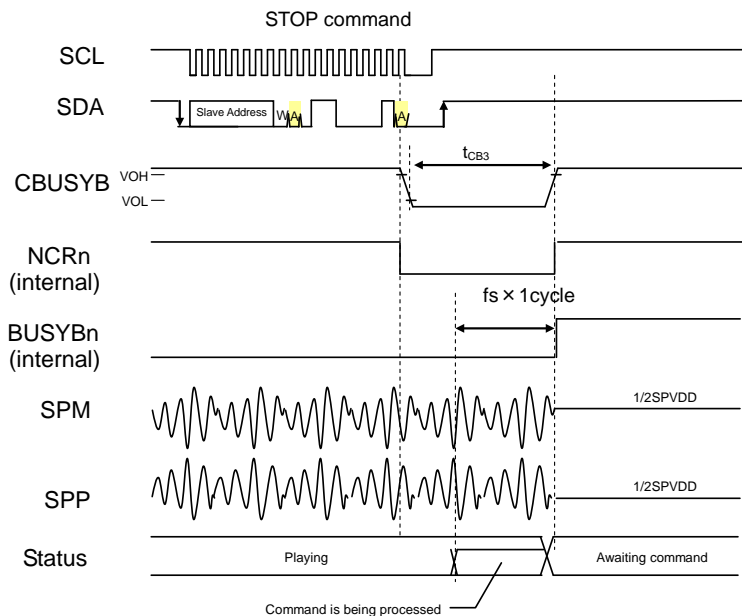 STOP command
SCL
SDA
Slave Address
W
A
A
tCB3
CBUSYB
VOH
VOL
NCRn
(internal)
fs × 1cycle
BUSYBn
(internal)
SPM
1/2SPVDD
SPP
1/2SPVDD
Status
Playing
Awaiting command
Command is being processed